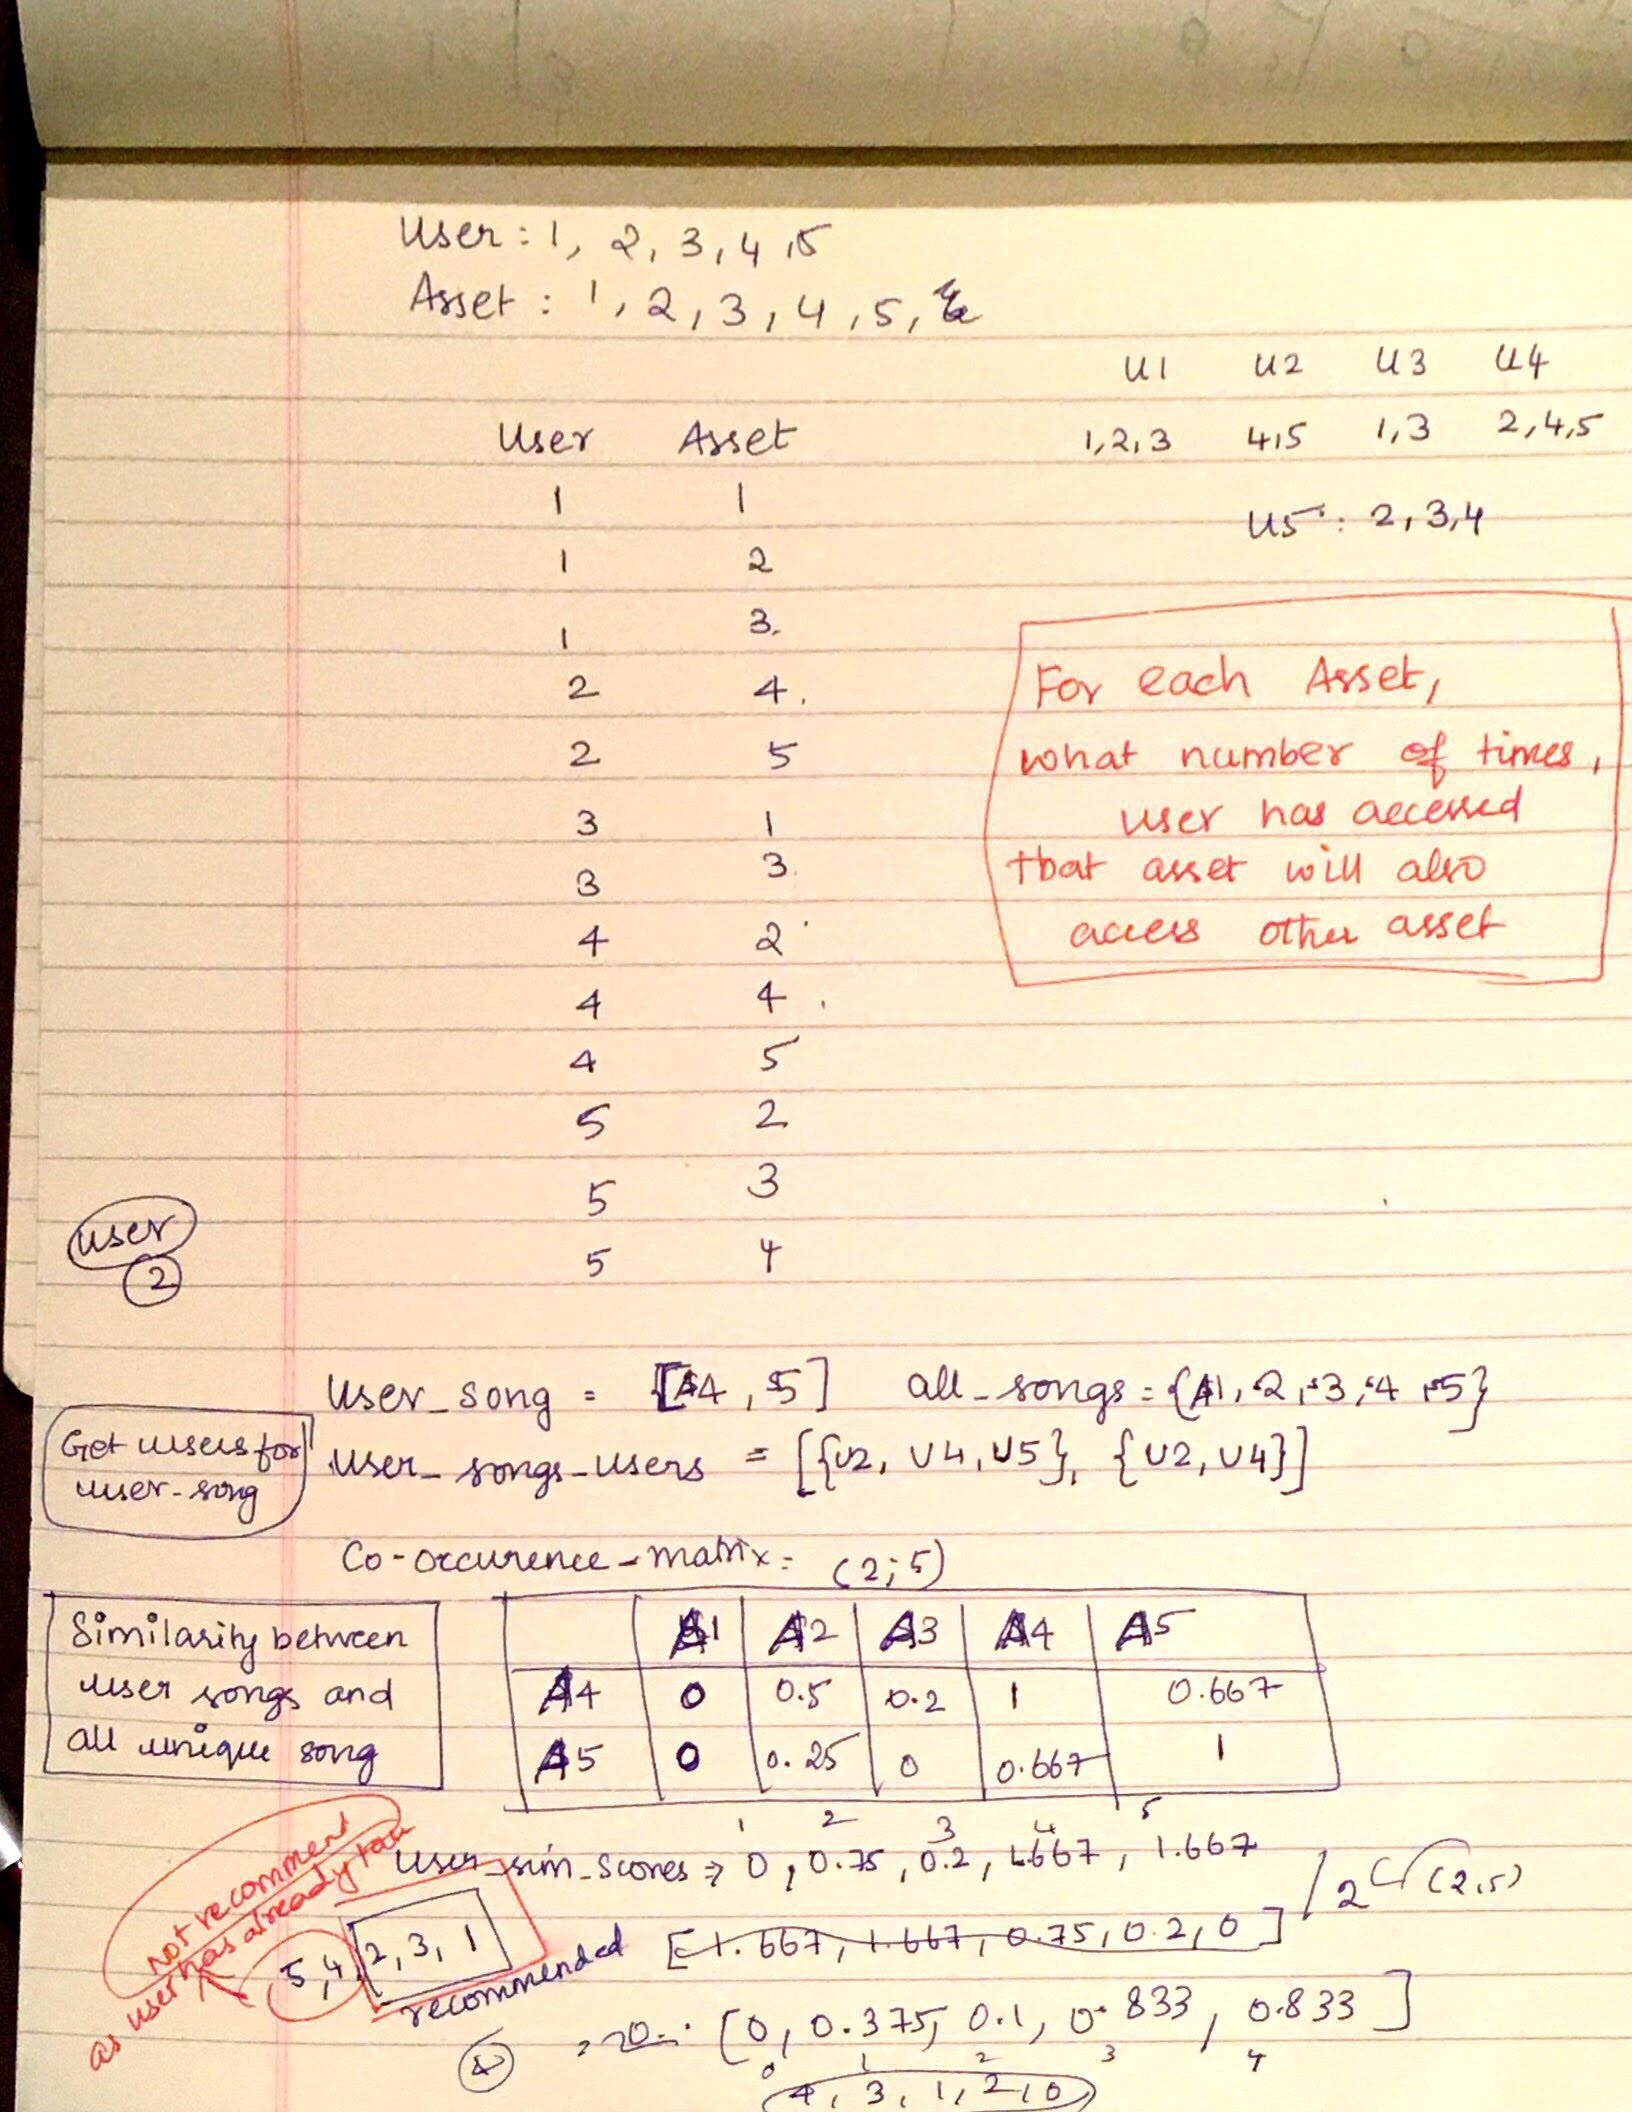 User : 1, 2, 3, 4, 5
Asset : 1, 2, 3, 4, 5,
U1 U2 U3 U4
1,2,3 4,5 1,3 2,4,5
U5 : 2,3,4
User Asset
1 1
1 2
1 3.
2 4.
2 5
3 1
3 3.
4 2
4 4.
4 5
5 2
5 3
5 4
For each Asset,
what number of times,
user has accessed
that asset will also
access other asset
User
2
User_song = [A4, 5] all_songs = {A1, 2, 3, 4, 5}
Get users for
user-song
User_songs_users = [{U2, U4, U5}, {U2, U4}]
Co-occurence-matrix = (2,5)
Similarity between
user songs and
all unique song
A1 A2 A3 A4 A5
A4 0 0.5 0.2 1 0.667
A5 0 0.25 0 0.667 1
1 2 3 4 5
User_sim_Scores ⇒ 0, 0.75, 0.2, 1.667, 1.667
/ 2 (2,5)
[1.667, 1.667, 0.75, 0.2, 0]
Not recommend
as user has already
5,4, 2, 3, 1
recommended
[0, 0.375, 0.1, 0.833, 0.833]
0 1 2 3 4
4, 3, 1, 2, 0